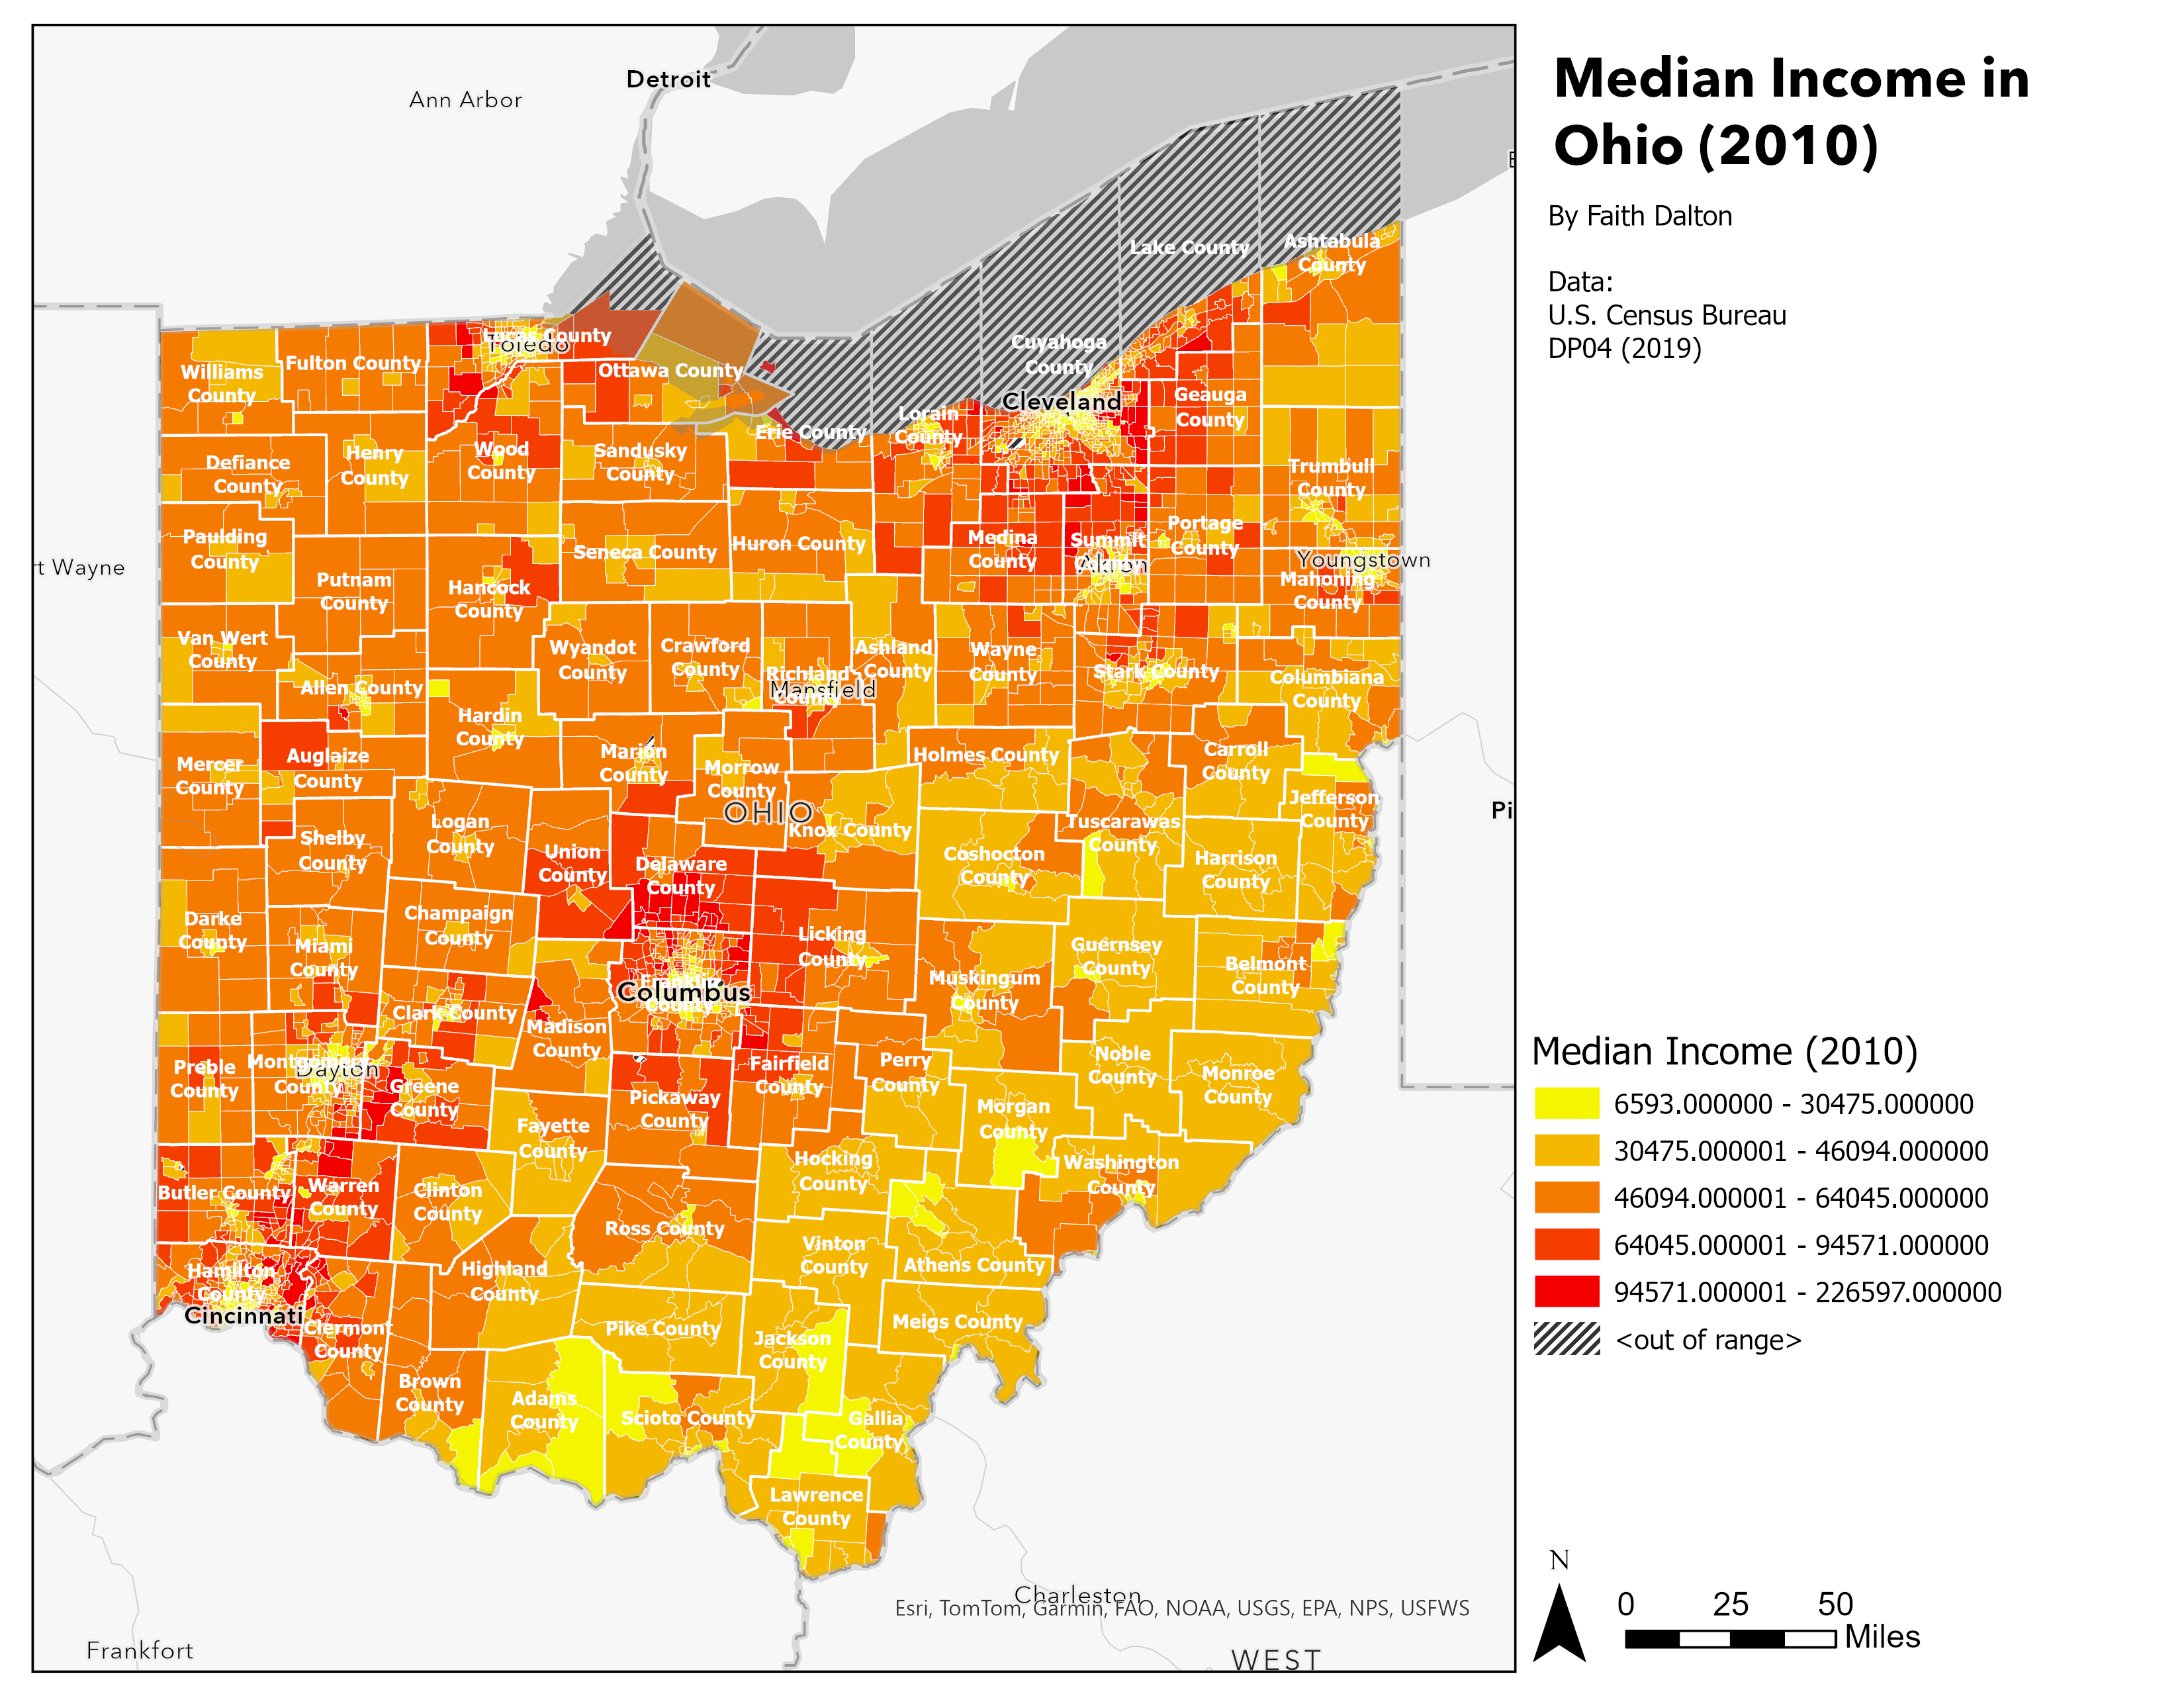 Median Income in
Ohio (2010)
By Faith Dalton
Data:
U.S. Census Bureau
DP04 (2019)
Detroit
Ann Arbor
Lake County
Ashtabula
County
Lucas County
Toledo
Cuyahoga
County
Cleveland
Fulton County
Williams
County
Ottawa County
Geauga
County
Lorain
County
Erie County
Wood
County
Sandusky
County
Henry
County
Defiance
County
Trumbull
County
Paulding
County
Seneca County
Huron County
Medina
County
Summit
County
Akron
Portage
County
Youngstown
Mahoning
County
rt Wayne
Putnam
County
Hancock
County
Van Wert
County
Wyandot
County
Crawford
County
Richland
County
Mansfield
Ashland
County
Wayne
County
Stark County
Columbiana
County
Allen County
Hardin
County
Mercer
County
Auglaize
County
Marion
County
Morrow
County
Holmes County
Carroll
County
Jefferson
County
Pi
OHIO
Knox County
Tuscarawas
County
Logan
County
Shelby
County
Union
County
Delaware
County
Coshocton
County
Harrison
County
Darke
County
Miami
County
Champaign
County
Licking
County
Guernsey
County
Belmont
County
Muskingum
County
Franklin
County
Columbus
Clark County
Madison
County
Preble
County
Montgomery
County
Dayton
Greene
County
Fairfield
County
Perry
County
Noble
County
Monroe
County
Pickaway
County
Morgan
County
Fayette
County
Hocking
County
Washington
County
Butler County
Warren
County
Clinton
County
Ross County
Vinton
County
Athens County
Hamilton
County
Cincinnati
Highland
County
Clermont
County
Pike County
Jackson
County
Meigs County
Brown
County
Adams
County
Scioto County
Gallia
County
Lawrence
County
Charleston
Esri, TomTom, Garmin, FAO, NOAA, USGS, EPA, NPS, USFWS
Frankfort
WEST
Median Income (2010)
6593.000000 - 30475.000000
30475.000001 - 46094.000000
46094.000001 - 64045.000000
64045.000001 - 94571.000000
94571.000001 - 226597.000000
<out of range>
N
0 25 50
Miles